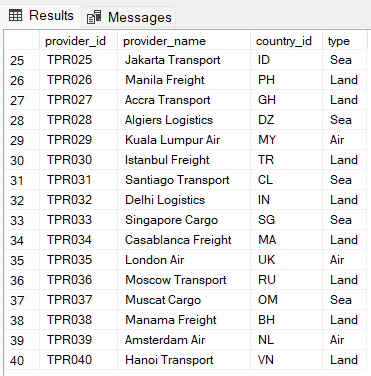 Results Messages
provider_id provider_name country_id type
25 TPR025 Jakarta Transport ID Sea
26 TPR026 Manila Freight PH Land
27 TPR027 Accra Transport GH Land
28 TPR028 Algiers Logistics DZ Sea
29 TPR029 Kuala Lumpur Air MY Air
30 TPR030 Istanbul Freight TR Land
31 TPR031 Santiago Transport CL Sea
32 TPR032 Delhi Logistics IN Land
33 TPR033 Singapore Cargo SG Sea
34 TPR034 Casablanca Freight MA Land
35 TPR035 London Air UK Air
36 TPR036 Moscow Transport RU Land
37 TPR037 Muscat Cargo OM Sea
38 TPR038 Manama Freight BH Land
39 TPR039 Amsterdam Air NL Air
40 TPR040 Hanoi Transport VN Land